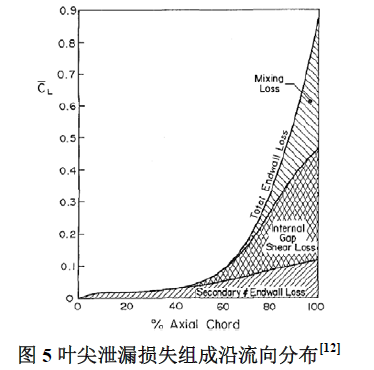 0.9
0.8
0.7
0.6
0.5
0.4
0.3
0.2
0.1
0
C̅L
Mixing
Loss
Total Endwall Loss
Internal
Gap
Shear Loss
Secondary & Endwall Loss
0 20 40 60 80 100
% Axial Chord
图 5 叶尖泄漏损失组成沿流向分布[12]